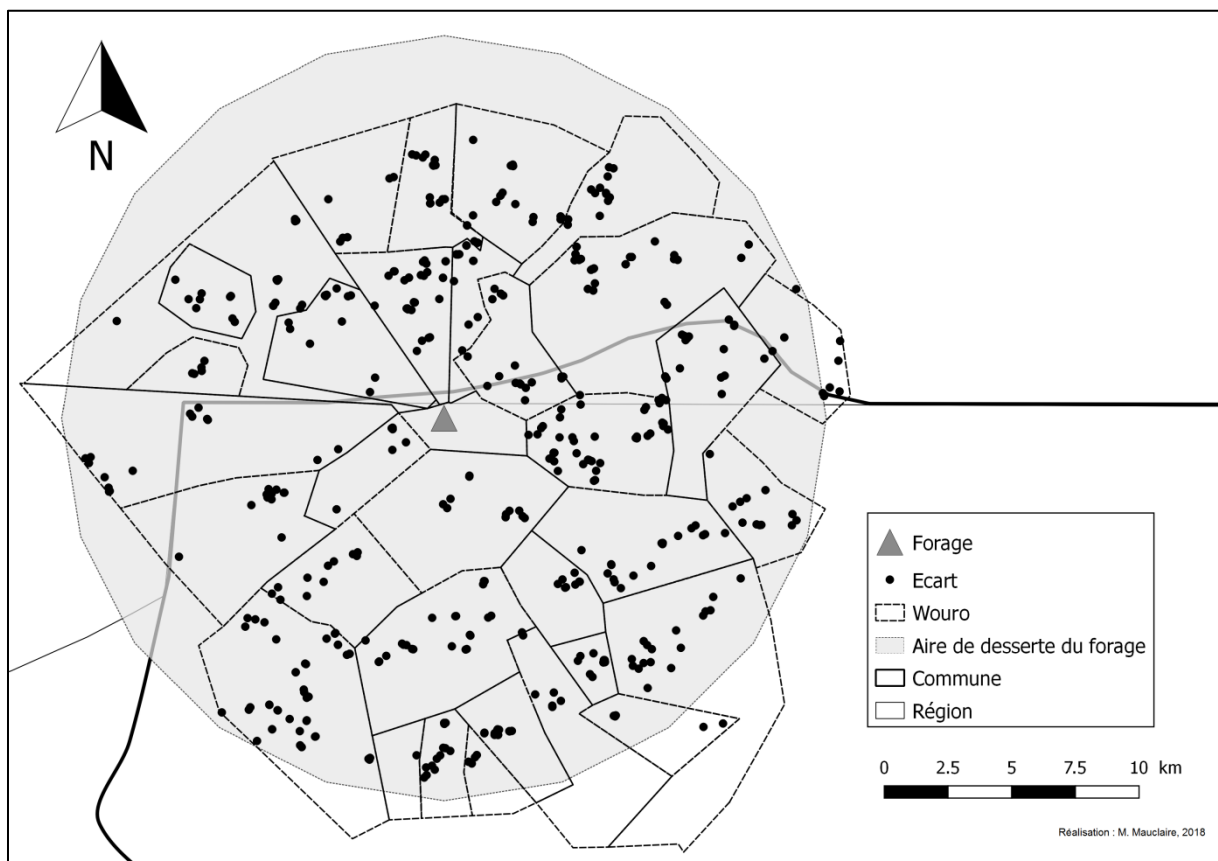 N
Forage
Ecart
Wouro
Aire de desserte du forage
Commune
Région
0 2.5 5 7.5 10 km
Réalisation : M. Mauclaire, 2018